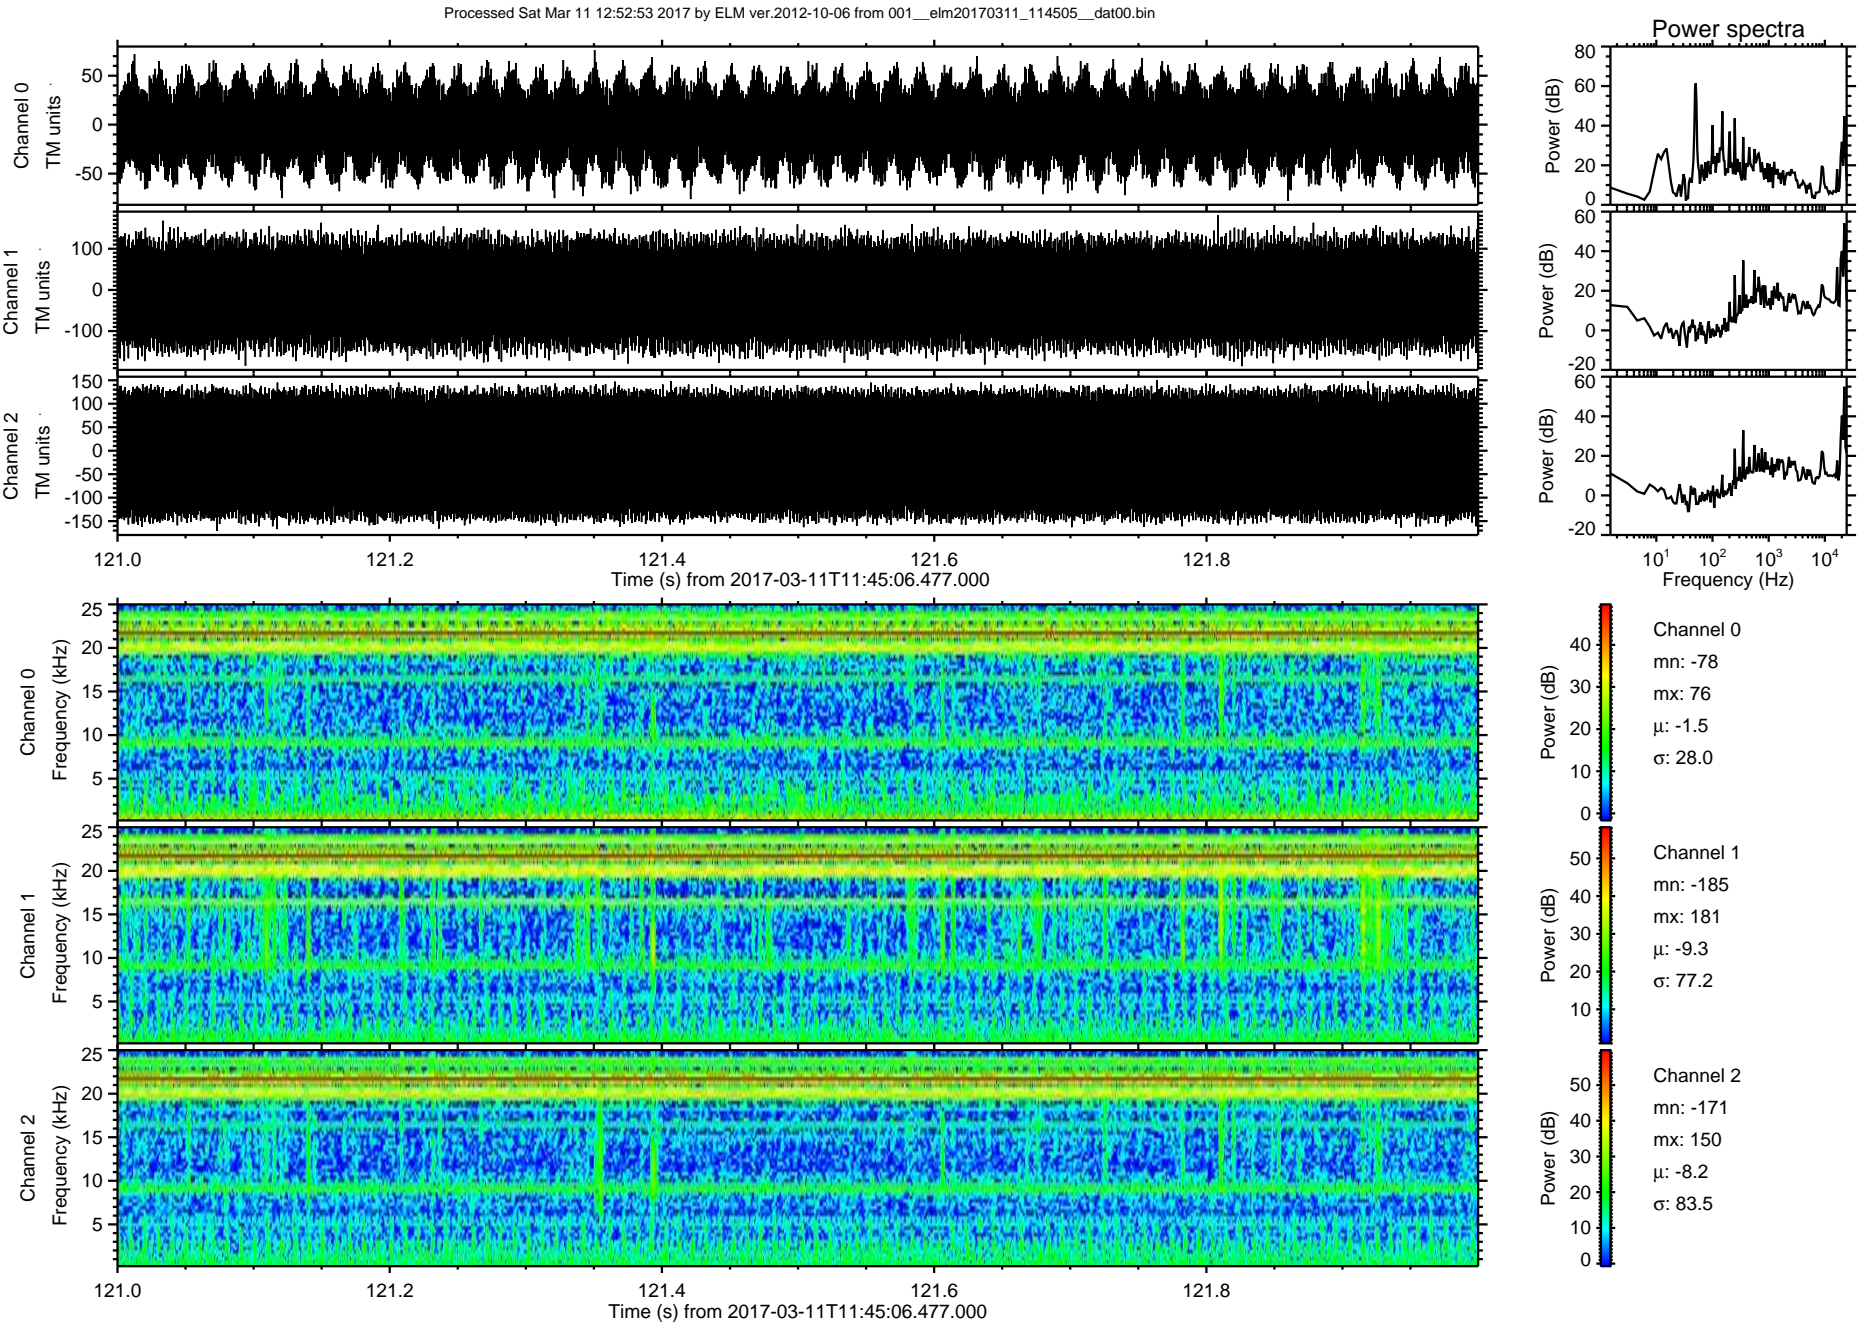 Processed Sat Mar 11 12:52:53 2017 by ELM ver.2012-10-06 from 001__elm20170311_114505__dat00.bin
Power spectra
Channel 0
TM units
50
0
-50
Power (dB)
80
60
40
20
0
Channel 1
TM units
100
0
-100
Power (dB)
60
40
20
0
-20
Channel 2
TM units
150
100
50
0
-50
-100
-150
Power (dB)
60
40
20
0
-20
121.0 121.2 121.4 121.6 121.8
Time (s) from 2017-03-11T11:45:06.477.000
10^1 10^2 10^3 10^4
Frequency (Hz)
Channel 0
Frequency (kHz)
25
20
15
10
5
Power (dB)
40
30
20
10
0
Channel 0
mn: -78
mx: 76
μ: -1.5
σ: 28.0
Channel 1
Frequency (kHz)
25
20
15
10
5
Power (dB)
50
40
30
20
10
Channel 1
mn: -185
mx: 181
μ: -9.3
σ: 77.2
Channel 2
Frequency (kHz)
25
20
15
10
5
Power (dB)
50
40
30
20
10
0
Channel 2
mn: -171
mx: 150
μ: -8.2
σ: 83.5
121.0 121.2 121.4 121.6 121.8
Time (s) from 2017-03-11T11:45:06.477.000